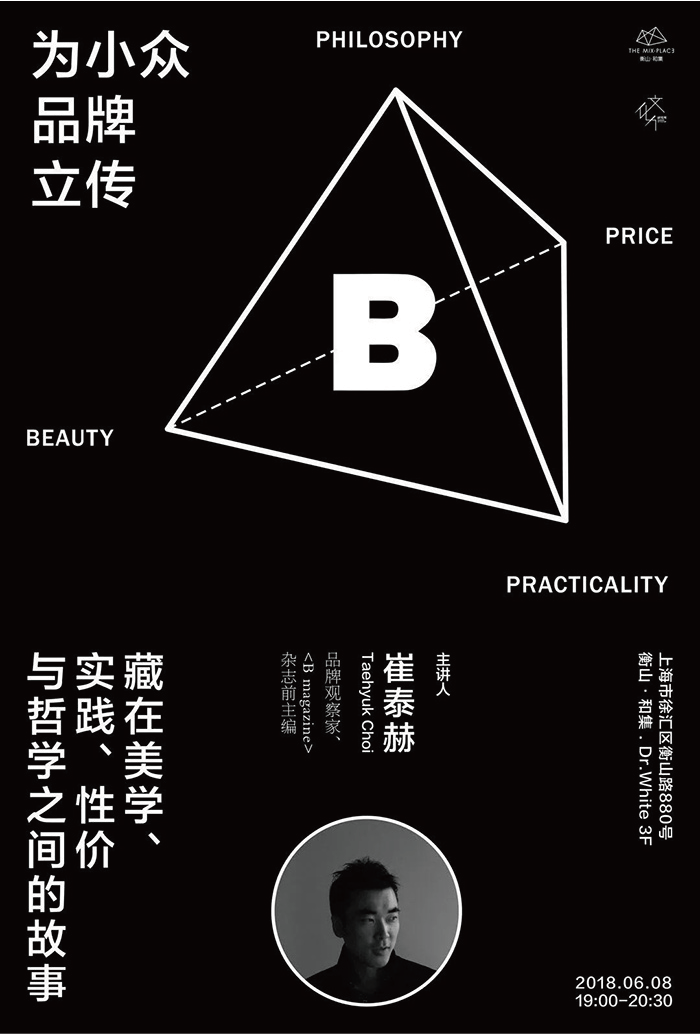 为小众
品牌
立传
PHILOSOPHY
THE MIX-PLACE
衡山·和集
PRICE
B
BEAUTY
PRACTICALITY
藏在美学、
实践、性价
与哲学之间的故事
主讲人
崔泰赫
Taehyuk Choi
品牌观察家、
<B magazine>
杂志前主编
上海市徐汇区衡山路880号
衡山·和集．Dr.White 3F
2018.06.08
19:00-20:30